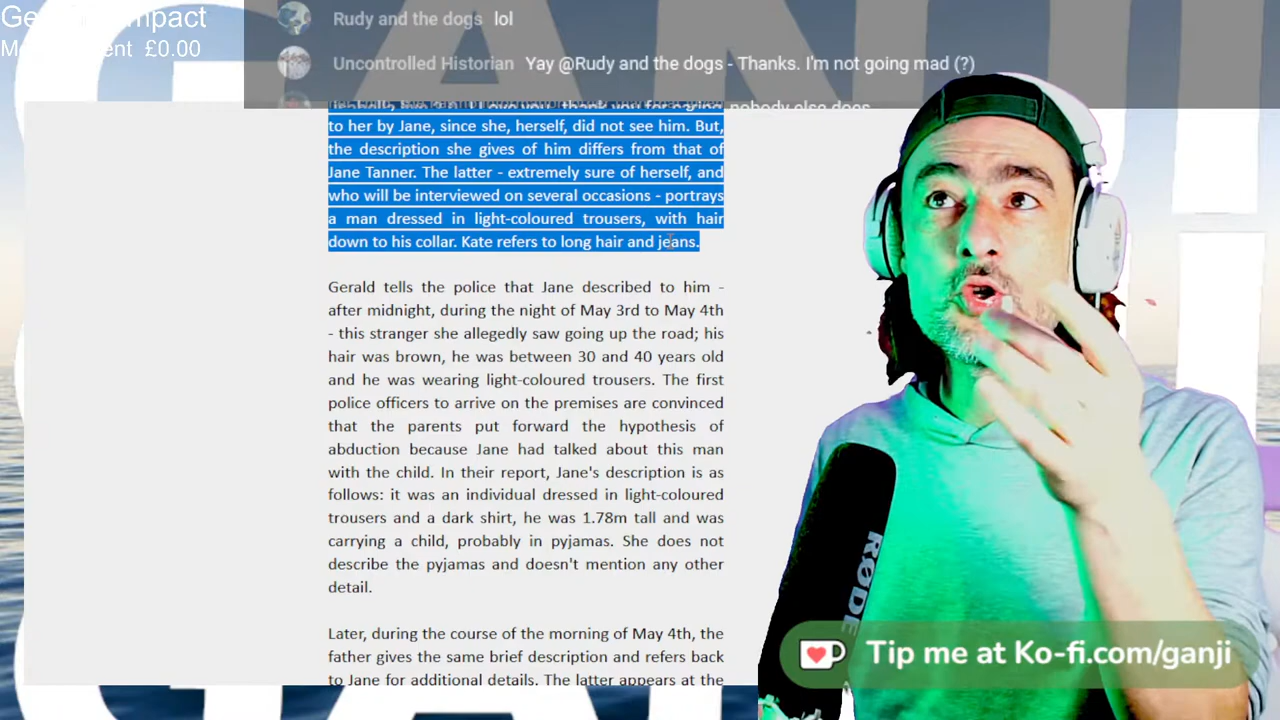 Ge
mpact
Mo
ent £0.00
Rudy and the dogs lol
Uncontrolled Historian Yay @Rudy and the dogs - Thanks. I'm not going mad (?)
to her by Jane, since she, herself, did not see him. But,
the description she gives of him differs from that of
Jane Tanner. The latter - extremely sure of herself, and
who will be interviewed on several occasions - portrays
a man dressed in light-coloured trousers, with hair
down to his collar. Kate refers to long hair and jeans.
Gerald tells the police that Jane described to him -
after midnight, during the night of May 3rd to May 4th
- this stranger she allegedly saw going up the road; his
hair was brown, he was between 30 and 40 years old
and he was wearing light-coloured trousers. The first
police officers to arrive on the premises are convinced
that the parents put forward the hypothesis of
abduction because Jane had talked about this man
with the child. In their report, Jane's description is as
follows: it was an individual dressed in light-coloured
trousers and a dark shirt, he was 1.78m tall and was
carrying a child, probably in pyjamas. She does not
describe the pyjamas and doesn't mention any other
detail.
Later, during the course of the morning of May 4th, the
father gives the same brief description and refers back
to Jane for additional details. The latter appears at the
RØDE
Tip me at Ko-fi.com/ganji